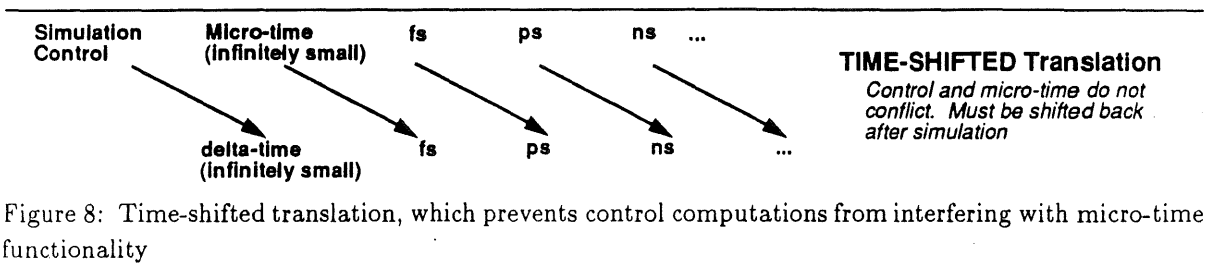 Simulation Control
Micro-time (infinitely small)
fs
ps
ns
...
TIME-SHIFTED Translation
Control and micro-time do not
conflict. Must be shifted back
after simulation
delta-time (infinitely small)
fs
ps
ns
...
Figure 8: Time-shifted translation, which prevents control computations from interfering with micro-time
functionality